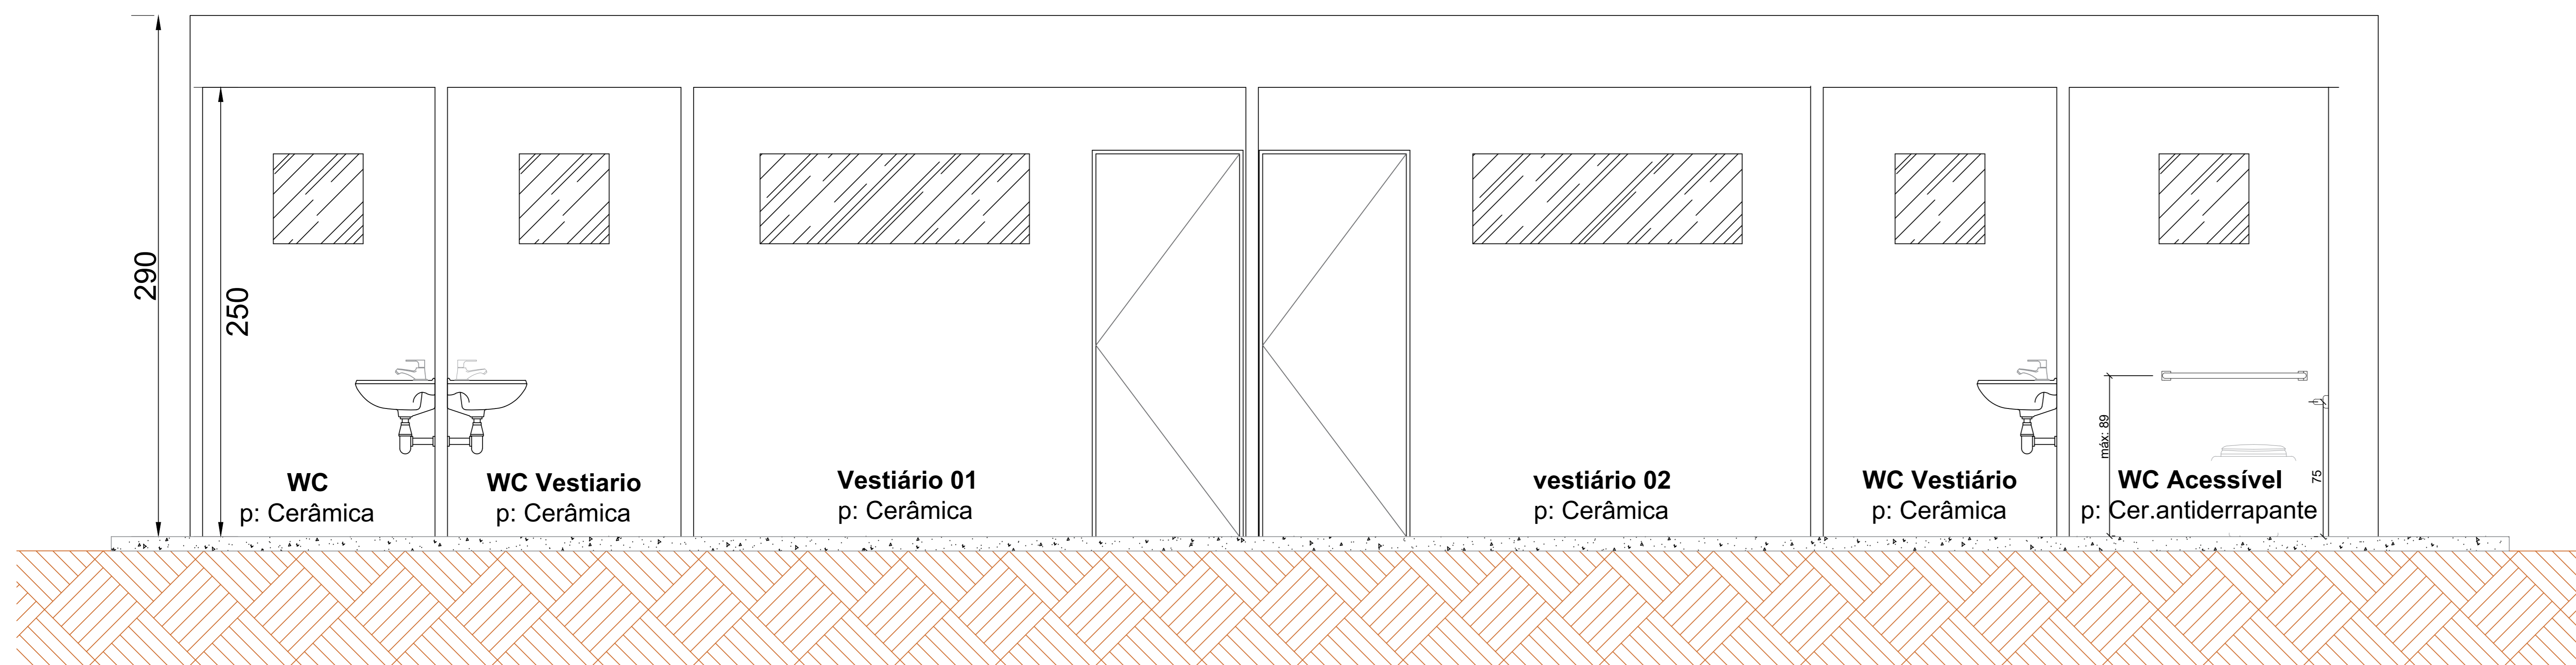 290
250
WC
p: Cerâmica
WC Vestiario
p: Cerâmica
Vestiário 01
p: Cerâmica
vestiário 02
p: Cerâmica
WC Vestiário
p: Cerâmica
máx: 89
75
WC Acessível
p: Cer.antiderrapante